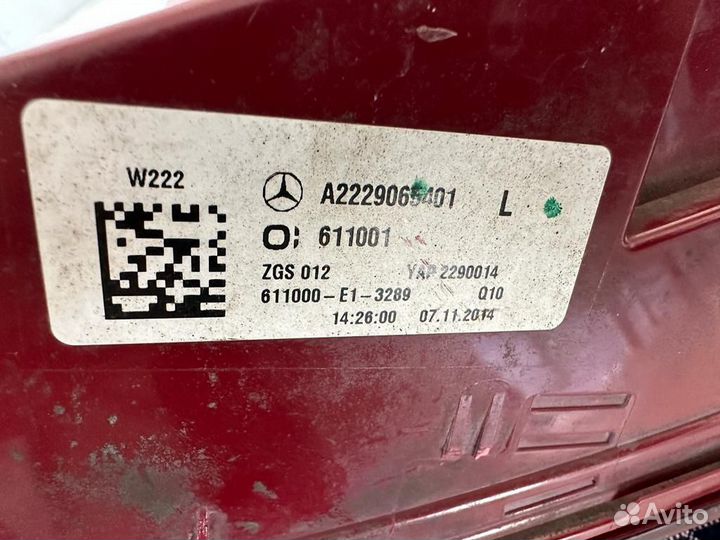 W222
A2229065401 L
611001
ZGS 012 YAP 2290014
611000-E1-3289 Q10
14:26:00 07.11.2014
Avito